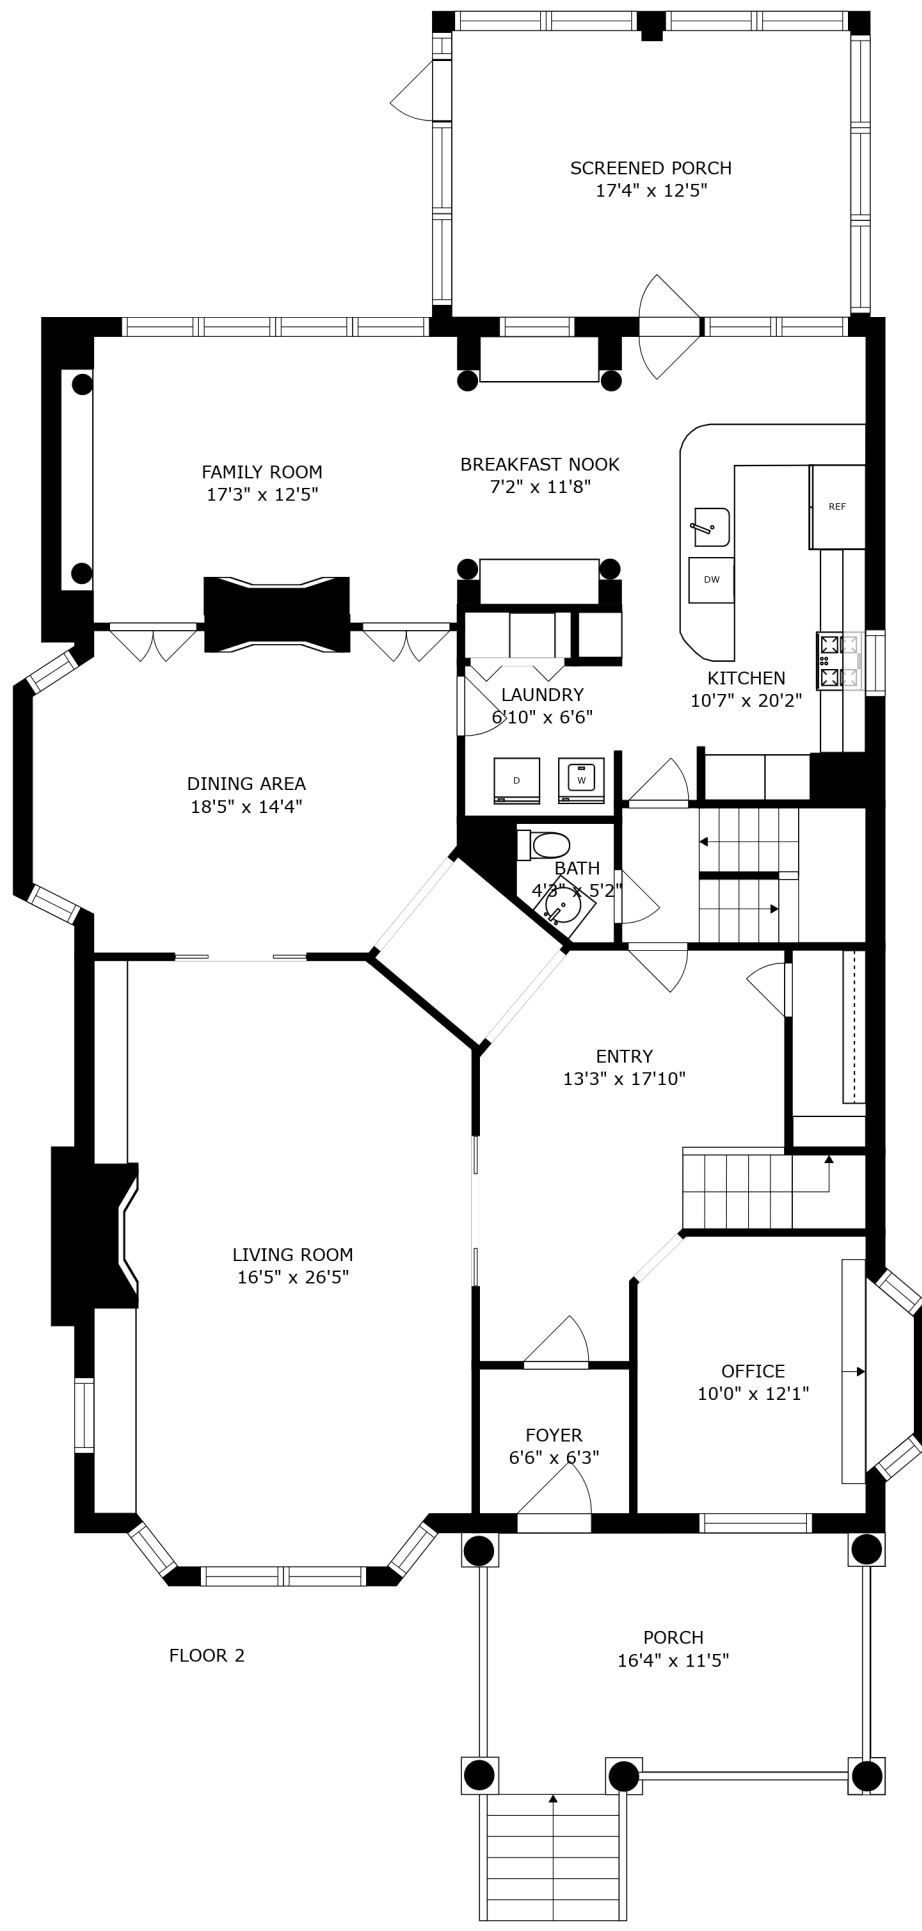 SCREENED PORCH
17'4" x 12'5"
FAMILY ROOM
17'3" x 12'5"
BREAKFAST NOOK
7'2" x 11'8"
REF
DW
KITCHEN
10'7" x 20'2"
LAUNDRY
6'10" x 6'6"
D
W
DINING AREA
18'5" x 14'4"
BATH
4'3" x 5'2"
ENTRY
13'3" x 17'10"
LIVING ROOM
16'5" x 26'5"
OFFICE
10'0" x 12'1"
FOYER
6'6" x 6'3"
PORCH
16'4" x 11'5"
FLOOR 2